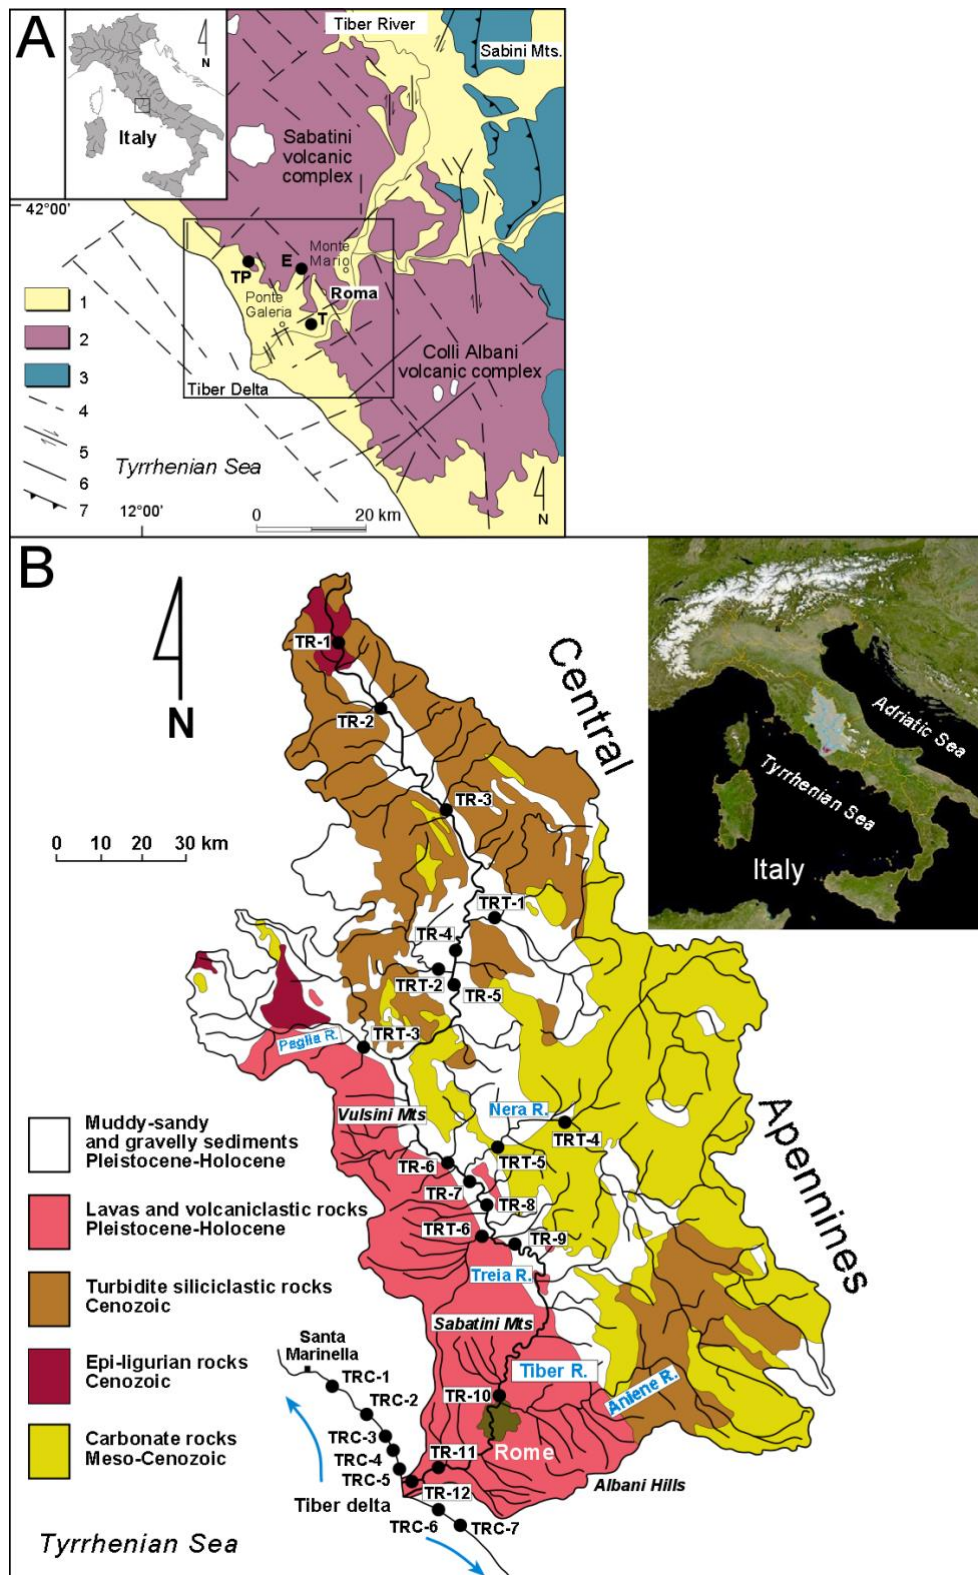 A
N
Italy
Tiber River
Sabini Mts.
Sabatini
volcanic
complex
42°00'
Monte
Mario
E
TP
Roma
Ponte
Galeria
T
1
2
3
4
5
6
7
Colli Albani
volcanic complex
Tiber Delta
Tyrrhenian Sea
12°00'
0
20 km
N
B
N
0 10 20 30 km
Central
Apennines
Adriatic Sea
Tyrrhenian Sea
Italy
TR-1
TR-2
TR-3
TRT-1
TR-4
TRT-2
TR-5
TRT-3
Paglia R.
Vulsini Mts
Nera R.
TRT-4
TRT-5
TR-6
TR-7
TR-8
TRT-6
TR-9
Treia R.
Sabatini Mts
Tiber R.
Aniene R.
TR-10
Rome
TR-11
TR-12
Albani Hills
Muddy-sandy
and gravelly sediments
Pleistocene-Holocene
Lavas and volcaniclastic rocks
Pleistocene-Holocene
Turbidite siliciclastic rocks
Cenozoic
Epi-ligurian rocks
Cenozoic
Carbonate rocks
Meso-Cenozoic
Santa
Marinella
TRC-1
TRC-2
TRC-3
TRC-4
TRC-5
Tiber delta
TRC-6
TRC-7
Tyrrhenian Sea